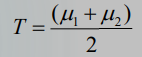 T = (μ₁ + μ₂) / 2